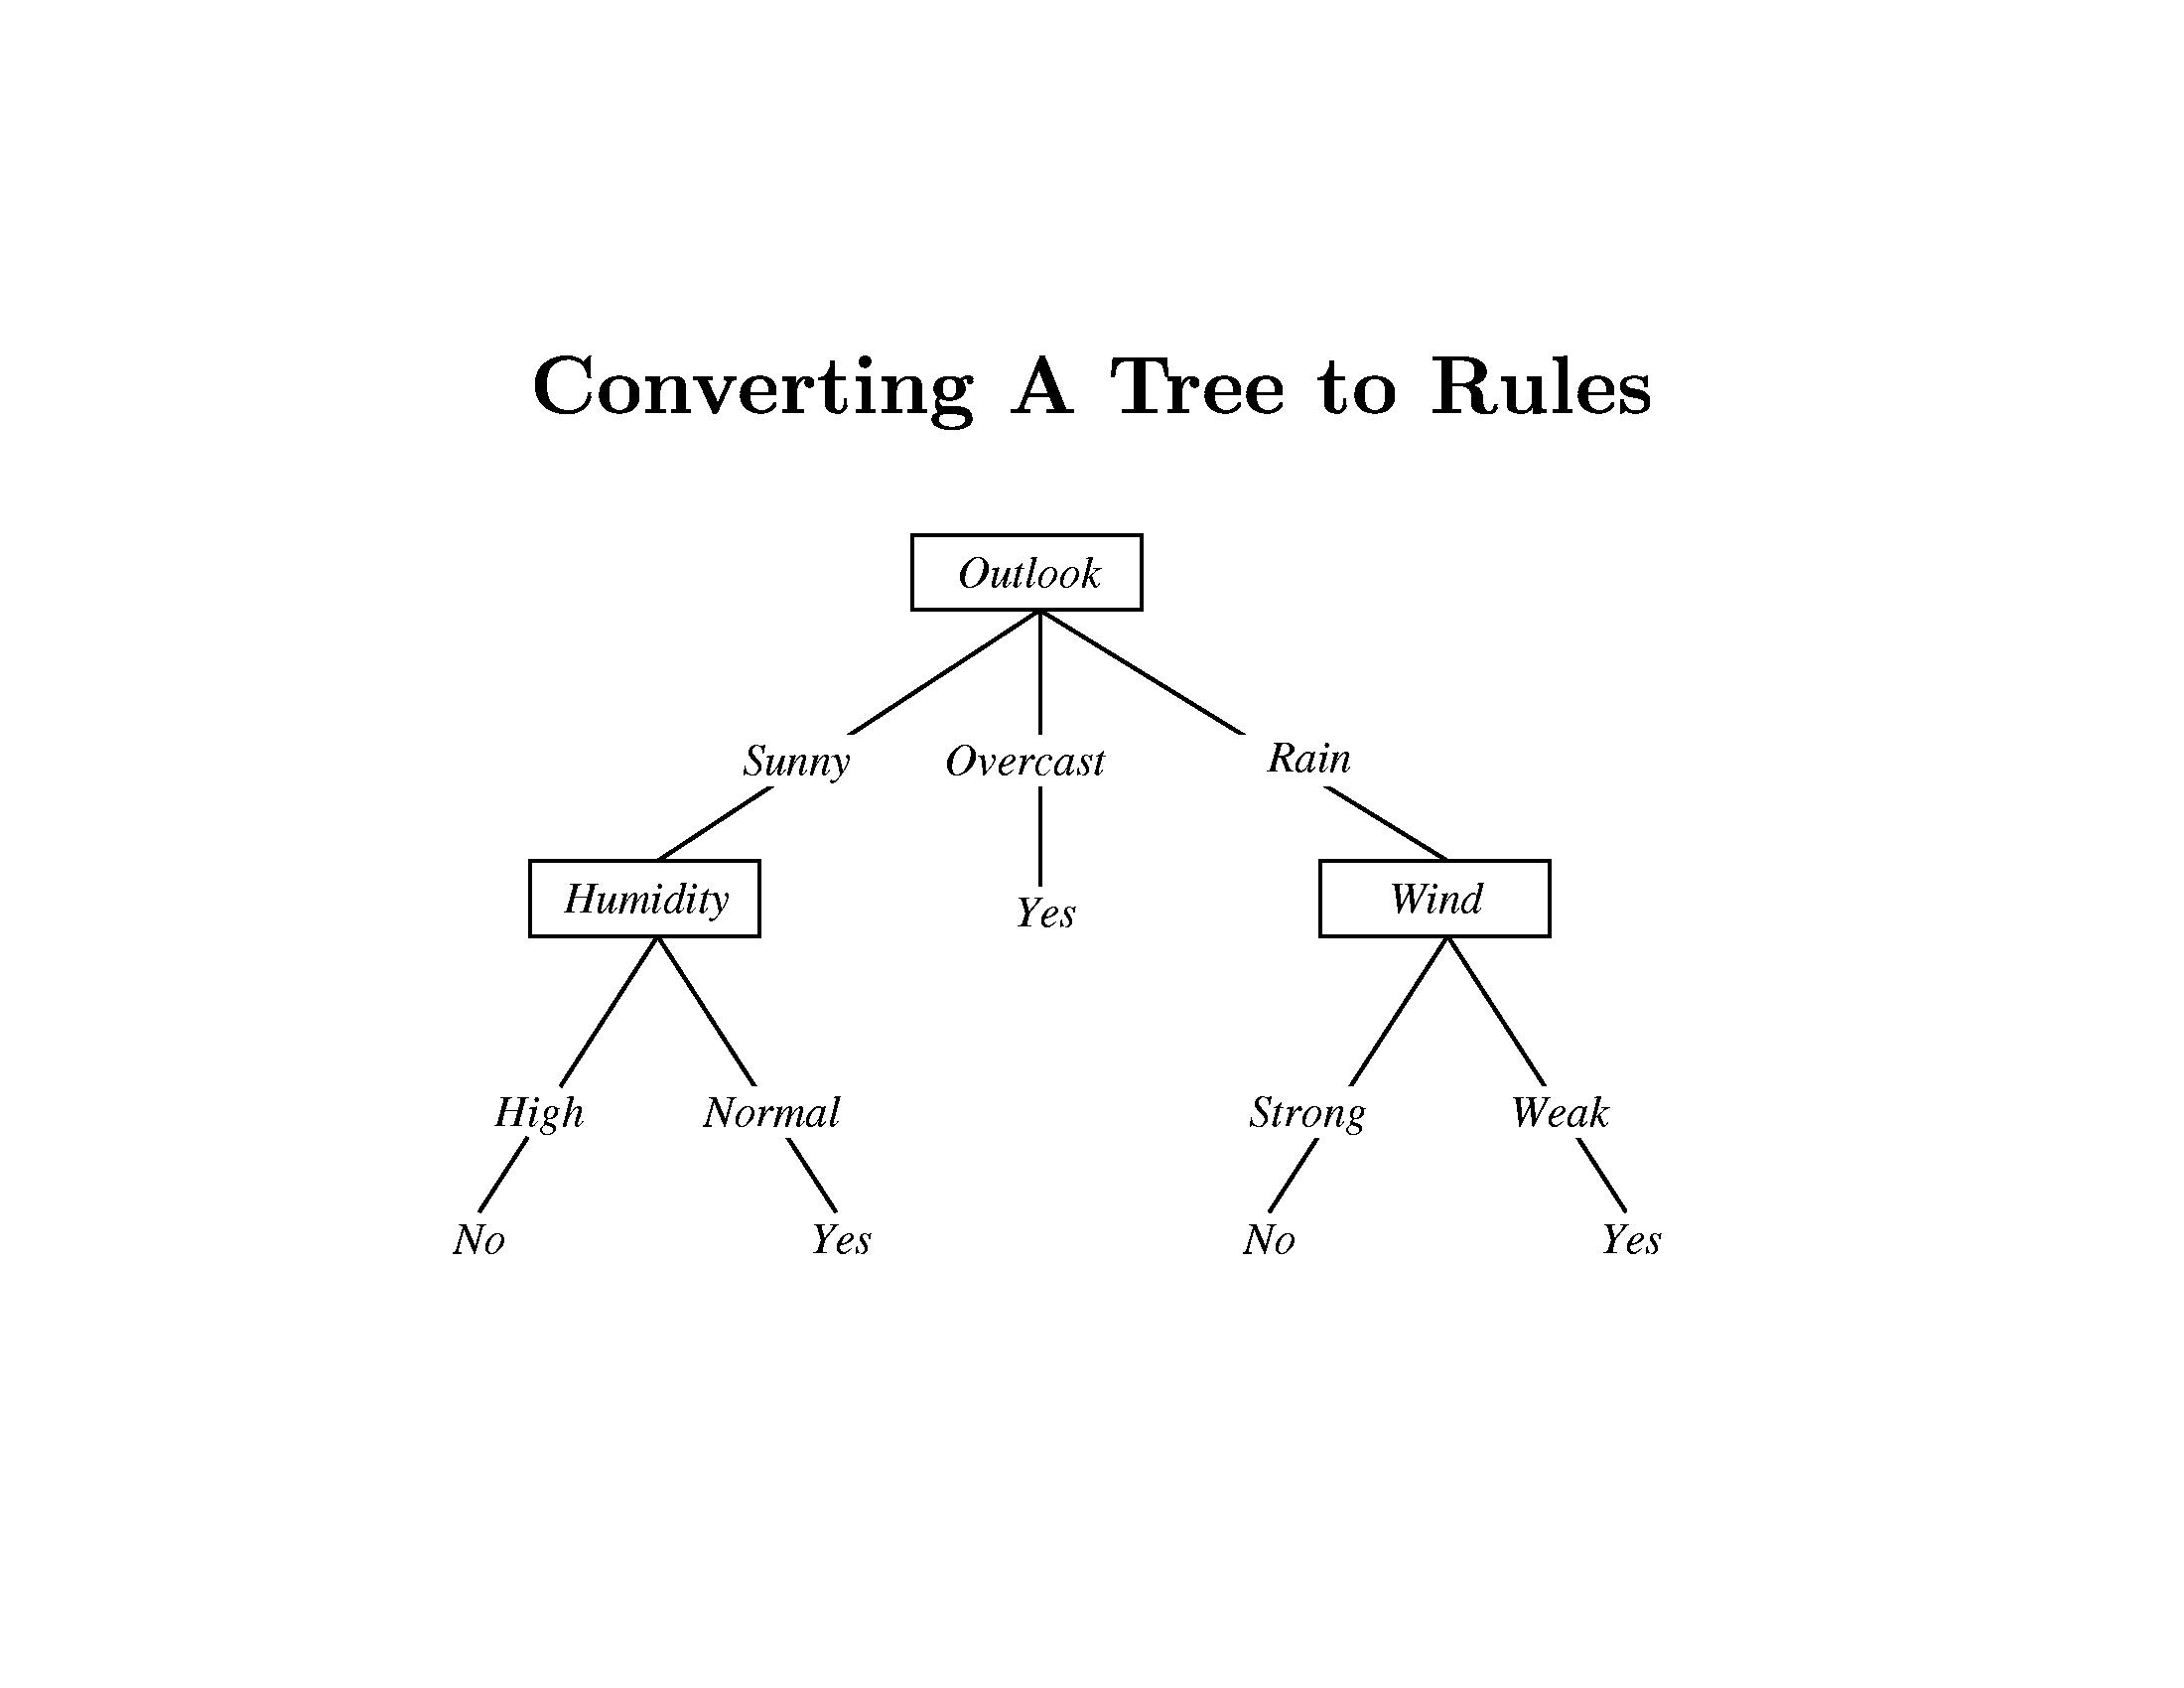 Converting A Tree to Rules
Outlook
Sunny Overcast Rain
Humidity Yes Wind
High Normal Strong Weak
No Yes No Yes